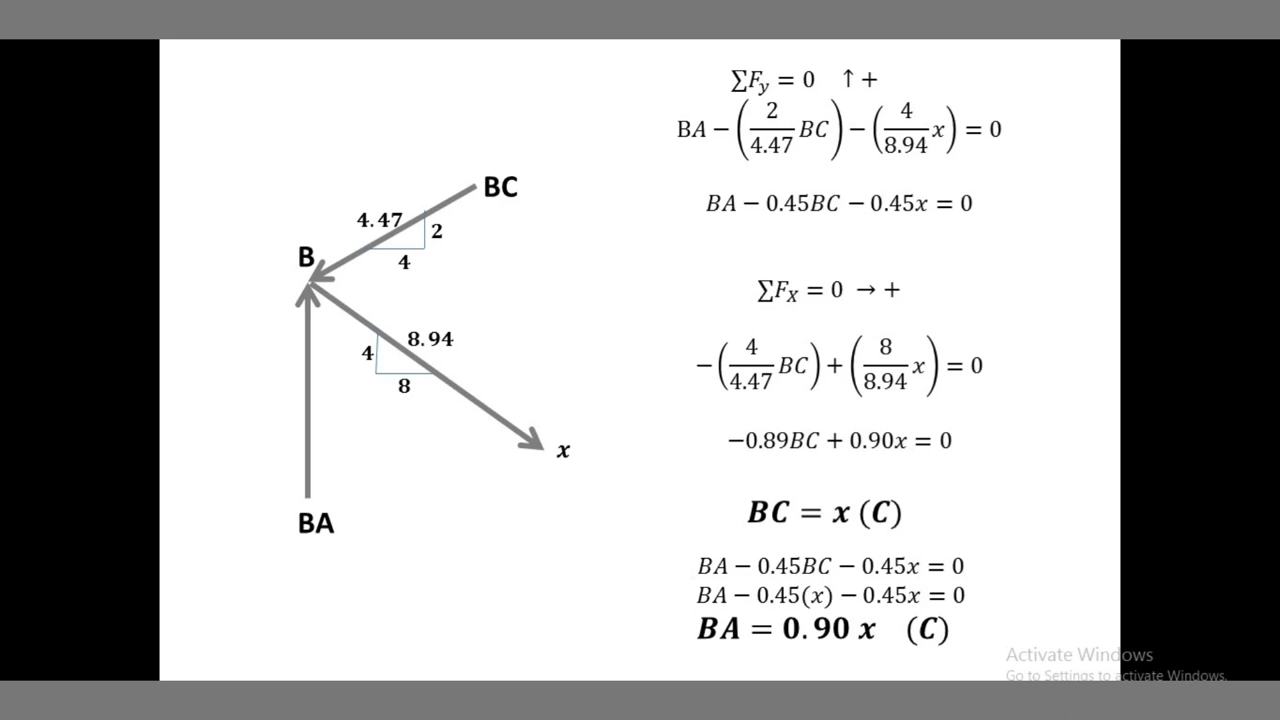 BC
4.47
2
B
4
8.94
4
8
x
BA
∑Fy = 0 ↑ +
BA − (2/4.47 BC) − (4/8.94 x) = 0
BA − 0.45BC − 0.45x = 0
∑FX = 0 → +
−(4/4.47 BC) + (8/8.94 x) = 0
−0.89BC + 0.90x = 0
BC = x (C)
BA − 0.45BC − 0.45x = 0
BA − 0.45(x) − 0.45x = 0
BA = 0.90 x (C)
Activate Windows
Go to Settings to activate Windows.